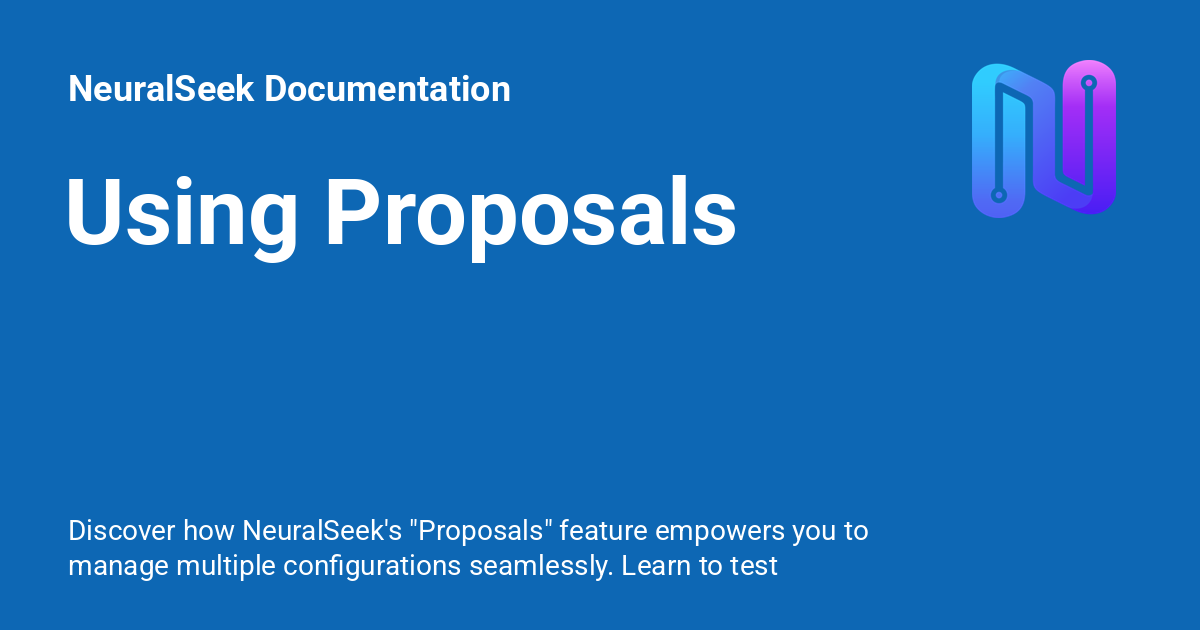 NeuralSeek Documentation
Using Proposals
Discover how NeuralSeek's "Proposals" feature empowers you to
manage multiple configurations seamlessly. Learn to test